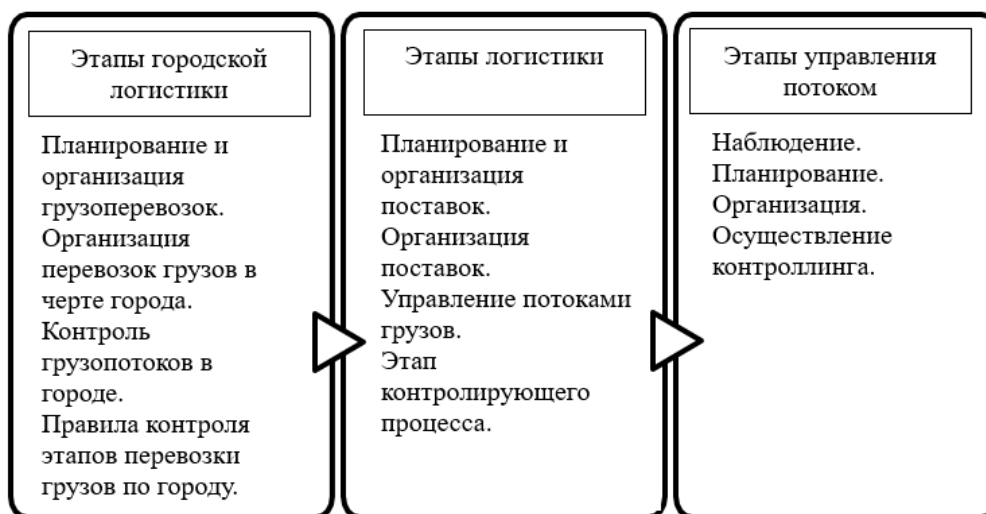 Этапы городской
логистики
Планирование и
организация
грузоперевозок.
Организация
перевозок грузов в
черте города.
Контроль
грузопотоков в
городе.
Правила контроля
этапов перевозки
грузов по городу.
Этапы логистики
Планирование и
организация
поставок.
Организация
поставок.
Управление потоками
грузов.
Этап
контролирующего
процесса.
Этапы управления
потоком
Наблюдение.
Планирование.
Организация.
Осуществление
контроллинга.